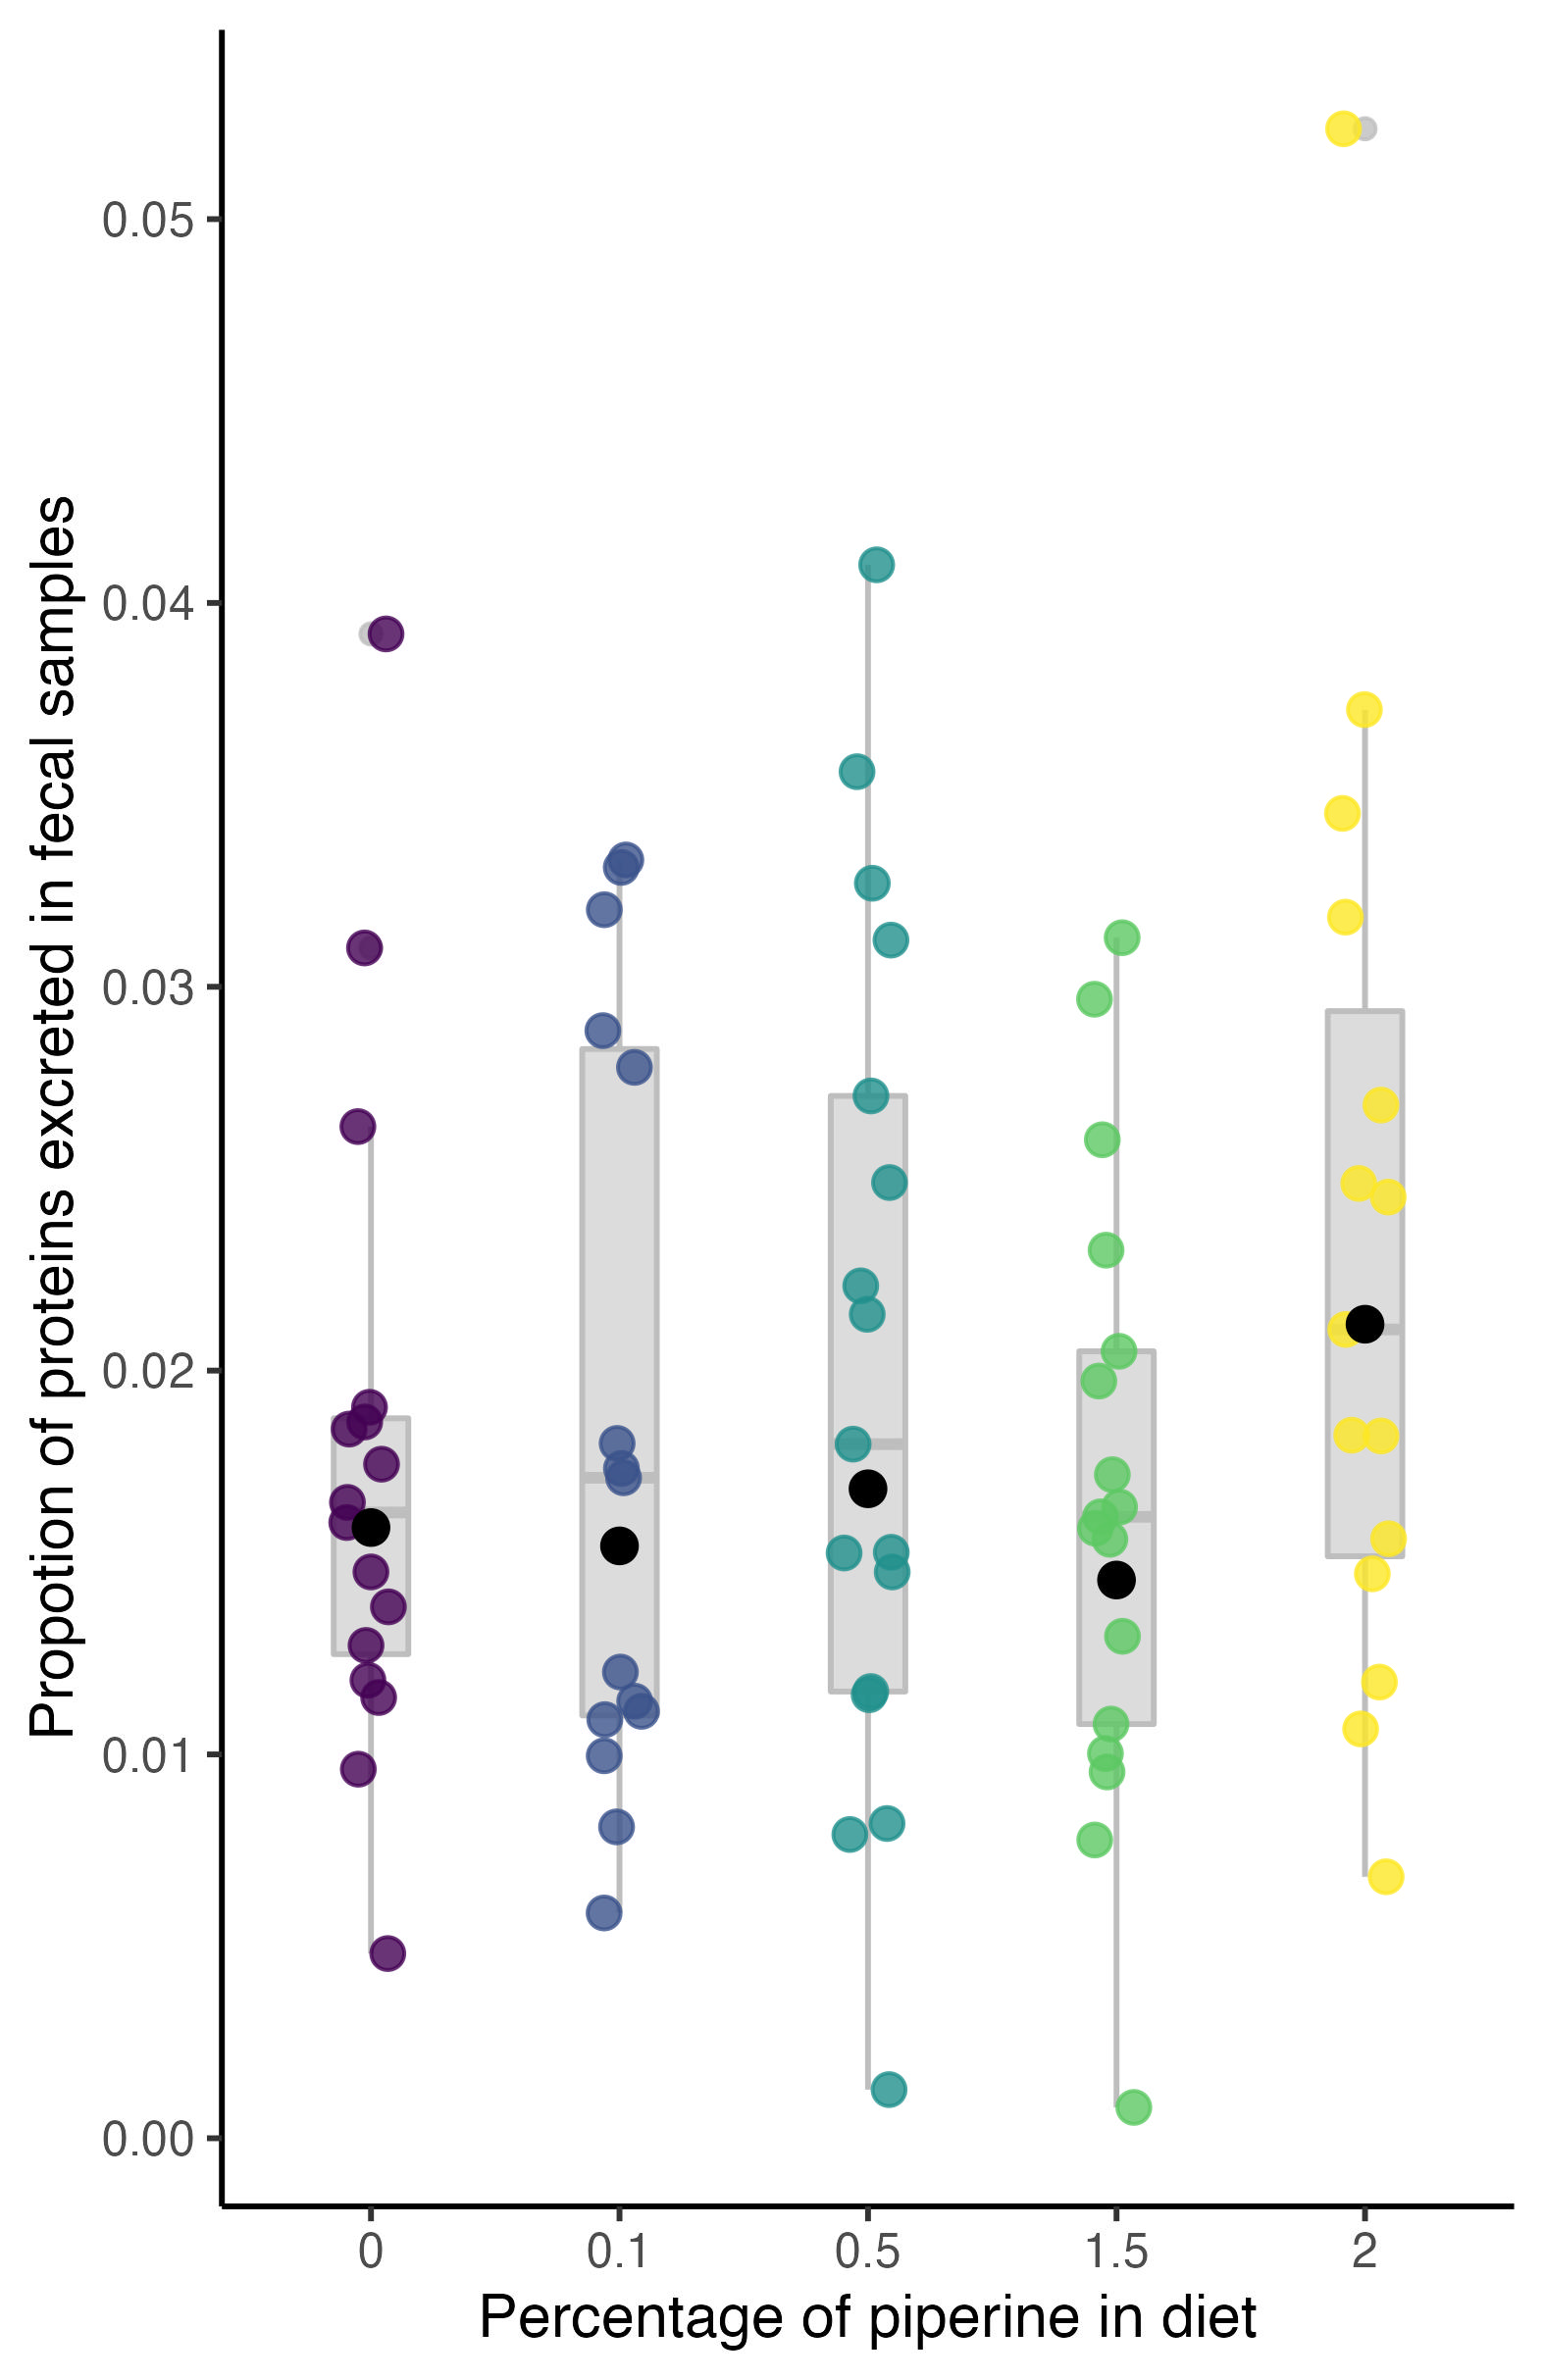 Propotion of proteins excreted in fecal samples
0.05
0.04
0.03
0.02
0.01
0.00
0 0.1 0.5 1.5 2
Percentage of piperine in diet